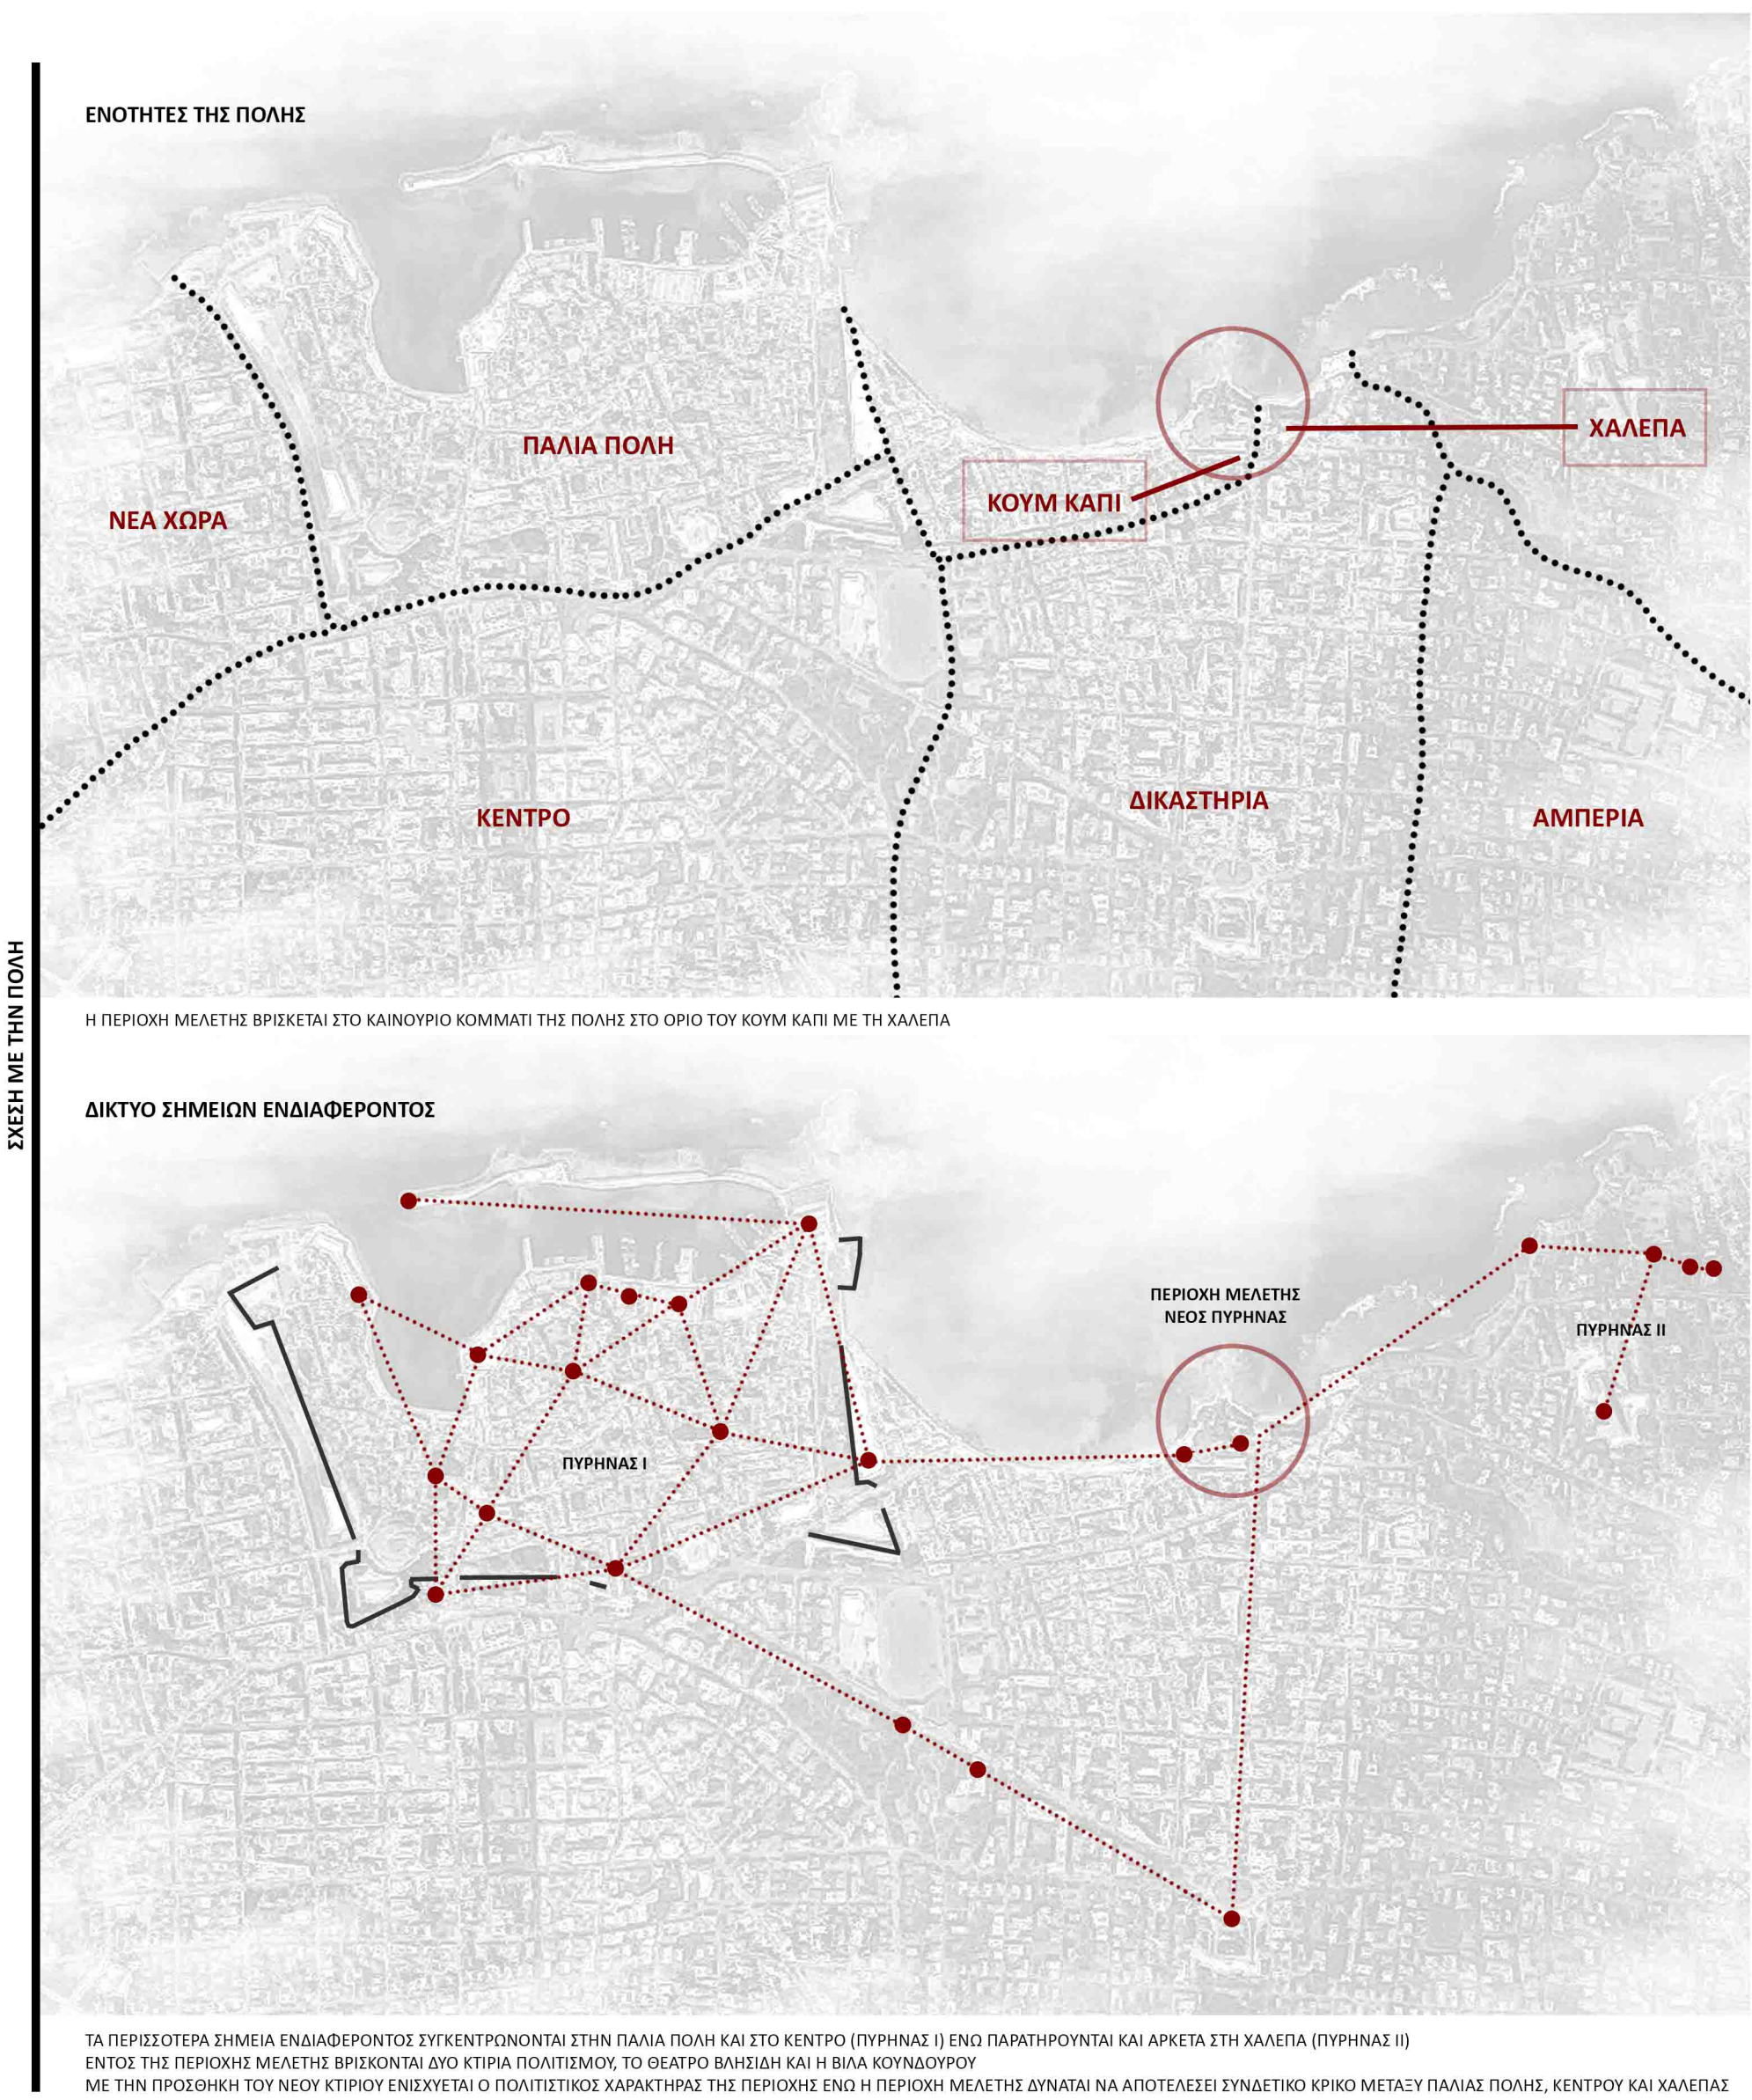 ΣΧΕΣΗ ΜΕ ΤΗΝ ΠΟΛΗ
ΕΝΟΤΗΤΕΣ ΤΗΣ ΠΟΛΗΣ
ΠΑΛΙΑ ΠΟΛΗ
ΧΑΛΕΠΑ
ΚΟΥΜ ΚΑΠΙ
ΝΕΑ ΧΩΡΑ
ΔΙΚΑΣΤΗΡΙΑ
ΚΕΝΤΡΟ
ΑΜΠΕΡΙΑ
Η ΠΕΡΙΟΧΗ ΜΕΛΕΤΗΣ ΒΡΙΣΚΕΤΑΙ ΣΤΟ ΚΑΙΝΟΥΡΙΟ ΚΟΜΜΑΤΙ ΤΗΣ ΠΟΛΗΣ ΣΤΟ ΟΡΙΟ ΤΟΥ ΚΟΥΜ ΚΑΠΙ ΜΕ ΤΗ ΧΑΛΕΠΑ
ΔΙΚΤΥΟ ΣΗΜΕΙΩΝ ΕΝΔΙΑΦΕΡΟΝΤΟΣ
ΠΕΡΙΟΧΗ ΜΕΛΕΤΗΣ
ΝΕΟΣ ΠΥΡΗΝΑΣ
ΠΥΡΗΝΑΣ ΙΙ
ΠΥΡΗΝΑΣ Ι
ΤΑ ΠΕΡΙΣΣΟΤΕΡΑ ΣΗΜΕΙΑ ΕΝΔΙΑΦΕΡΟΝΤΟΣ ΣΥΓΚΕΝΤΡΩΝΟΝΤΑΙ ΣΤΗΝ ΠΑΛΙΑ ΠΟΛΗ ΚΑΙ ΣΤΟ ΚΕΝΤΡΟ (ΠΥΡΗΝΑΣ Ι) ΕΝΩ ΠΑΡΑΤΗΡΟΥΝΤΑΙ ΚΑΙ ΑΡΚΕΤΑ ΣΤΗ ΧΑΛΕΠΑ (ΠΥΡΗΝΑΣ ΙΙ)
ΕΝΤΟΣ ΤΗΣ ΠΕΡΙΟΧΗΣ ΜΕΛΕΤΗΣ ΒΡΙΣΚΟΝΤΑΙ ΔΥΟ ΚΤΙΡΙΑ ΠΟΛΙΤΙΣΜΟΥ, ΤΟ ΘΕΑΤΡΟ ΒΛΗΣΙΔΗ ΚΑΙ Η ΒΙΛΑ ΚΟΥΝΔΟΥΡΟΥ
ΜΕ ΤΗΝ ΠΡΟΣΘΗΚΗ ΤΟΥ ΝΕΟΥ ΚΤΙΡΙΟΥ ΕΝΙΣΧΥΕΤΑΙ Ο ΠΟΛΙΤΙΣΤΙΚΟΣ ΧΑΡΑΚΤΗΡΑΣ ΤΗΣ ΠΕΡΙΟΧΗΣ ΕΝΩ Η ΠΕΡΙΟΧΗ ΜΕΛΕΤΗΣ ΔΥΝΑΤΑΙ ΝΑ ΑΠΟΤΕΛΕΣΕΙ ΣΥΝΔΕΤΙΚΟ ΚΡΙΚΟ ΜΕΤΑΞΥ ΠΑΛΙΑΣ ΠΟΛΗΣ, ΚΕΝΤΡΟΥ ΚΑΙ ΧΑΛΕΠΑΣ